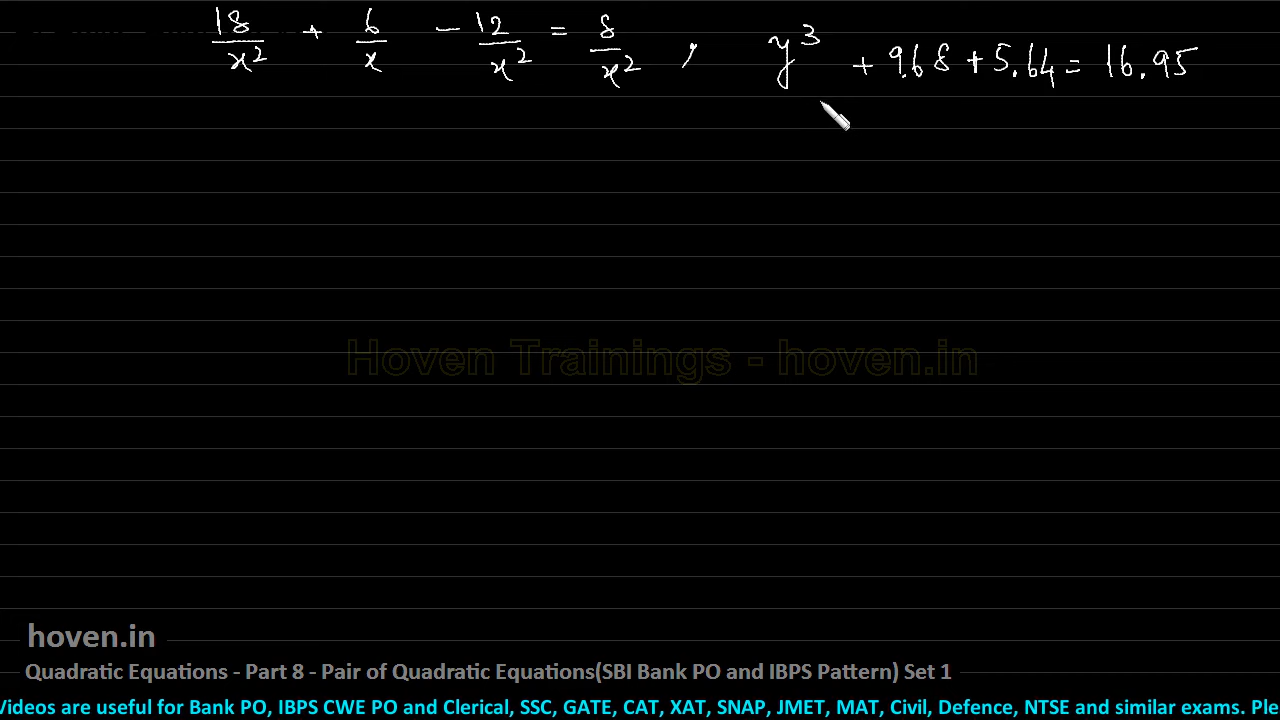 18/x² + 6/x - 12/x² = 8/x² , y³ + 9.68 + 5.64 = 16.95
Hoven Trainings - hoven.in
hoven.in
Quadratic Equations - Part 8 - Pair of Quadratic Equations(SBI Bank PO and IBPS Pattern) Set 1
Videos are useful for Bank PO, IBPS CWE PO and Clerical, SSC, GATE, CAT, XAT, SNAP, JMET, MAT, Civil, Defence, NTSE and similar exams. Ple